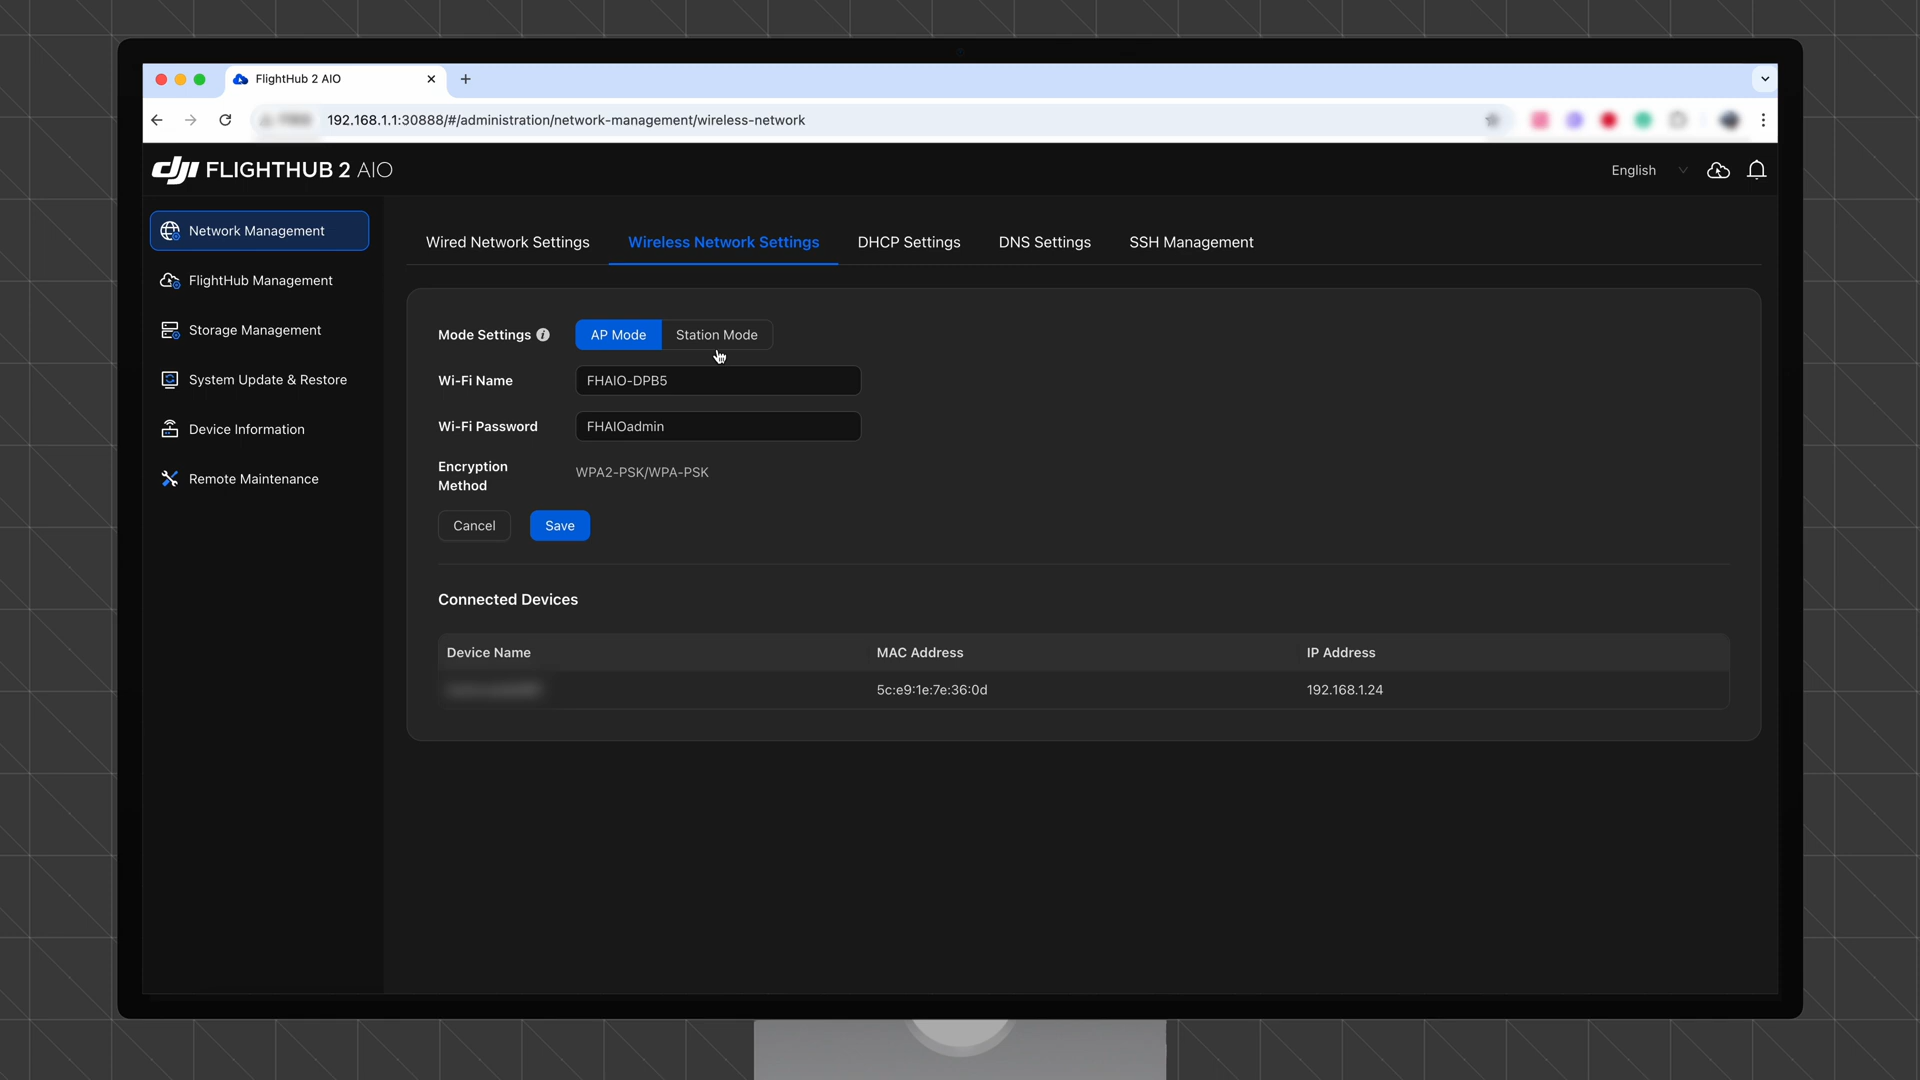 FlightHub 2 AIO
192.168.1.1:30888/#/administration/network-management/wireless-network
dji FLIGHTHUB 2 AIO
English
Network Management
FlightHub Management
Storage Management
System Update & Restore
Device Information
Remote Maintenance
Wired Network Settings
Wireless Network Settings
DHCP Settings
DNS Settings
SSH Management
Mode Settings
AP Mode
Station Mode
Wi-Fi Name
FHAIO-DPB5
Wi-Fi Password
FHAIOadmin
Encryption
Method
WPA2-PSK/WPA-PSK
Cancel
Save
Connected Devices
Device Name
MAC Address
IP Address
5c:e9:1e:7e:36:0d
192.168.1.24